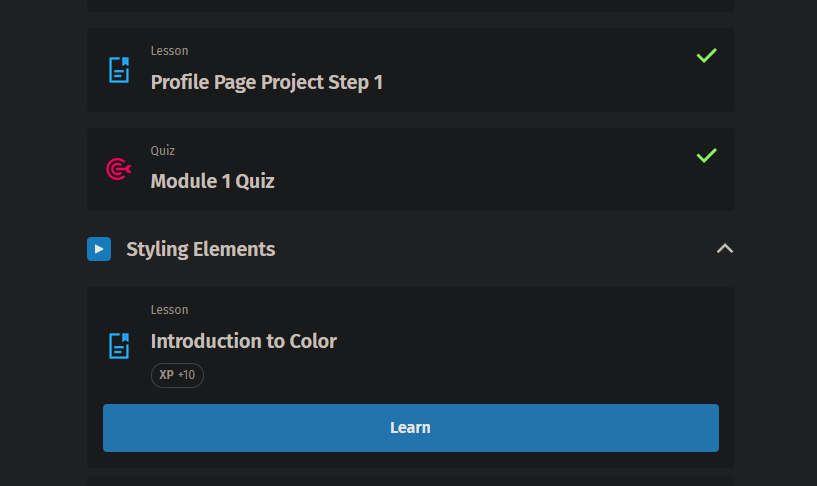 Lesson
Profile Page Project Step 1
Quiz
Module 1 Quiz
Styling Elements
Lesson
Introduction to Color
XP +10
Learn